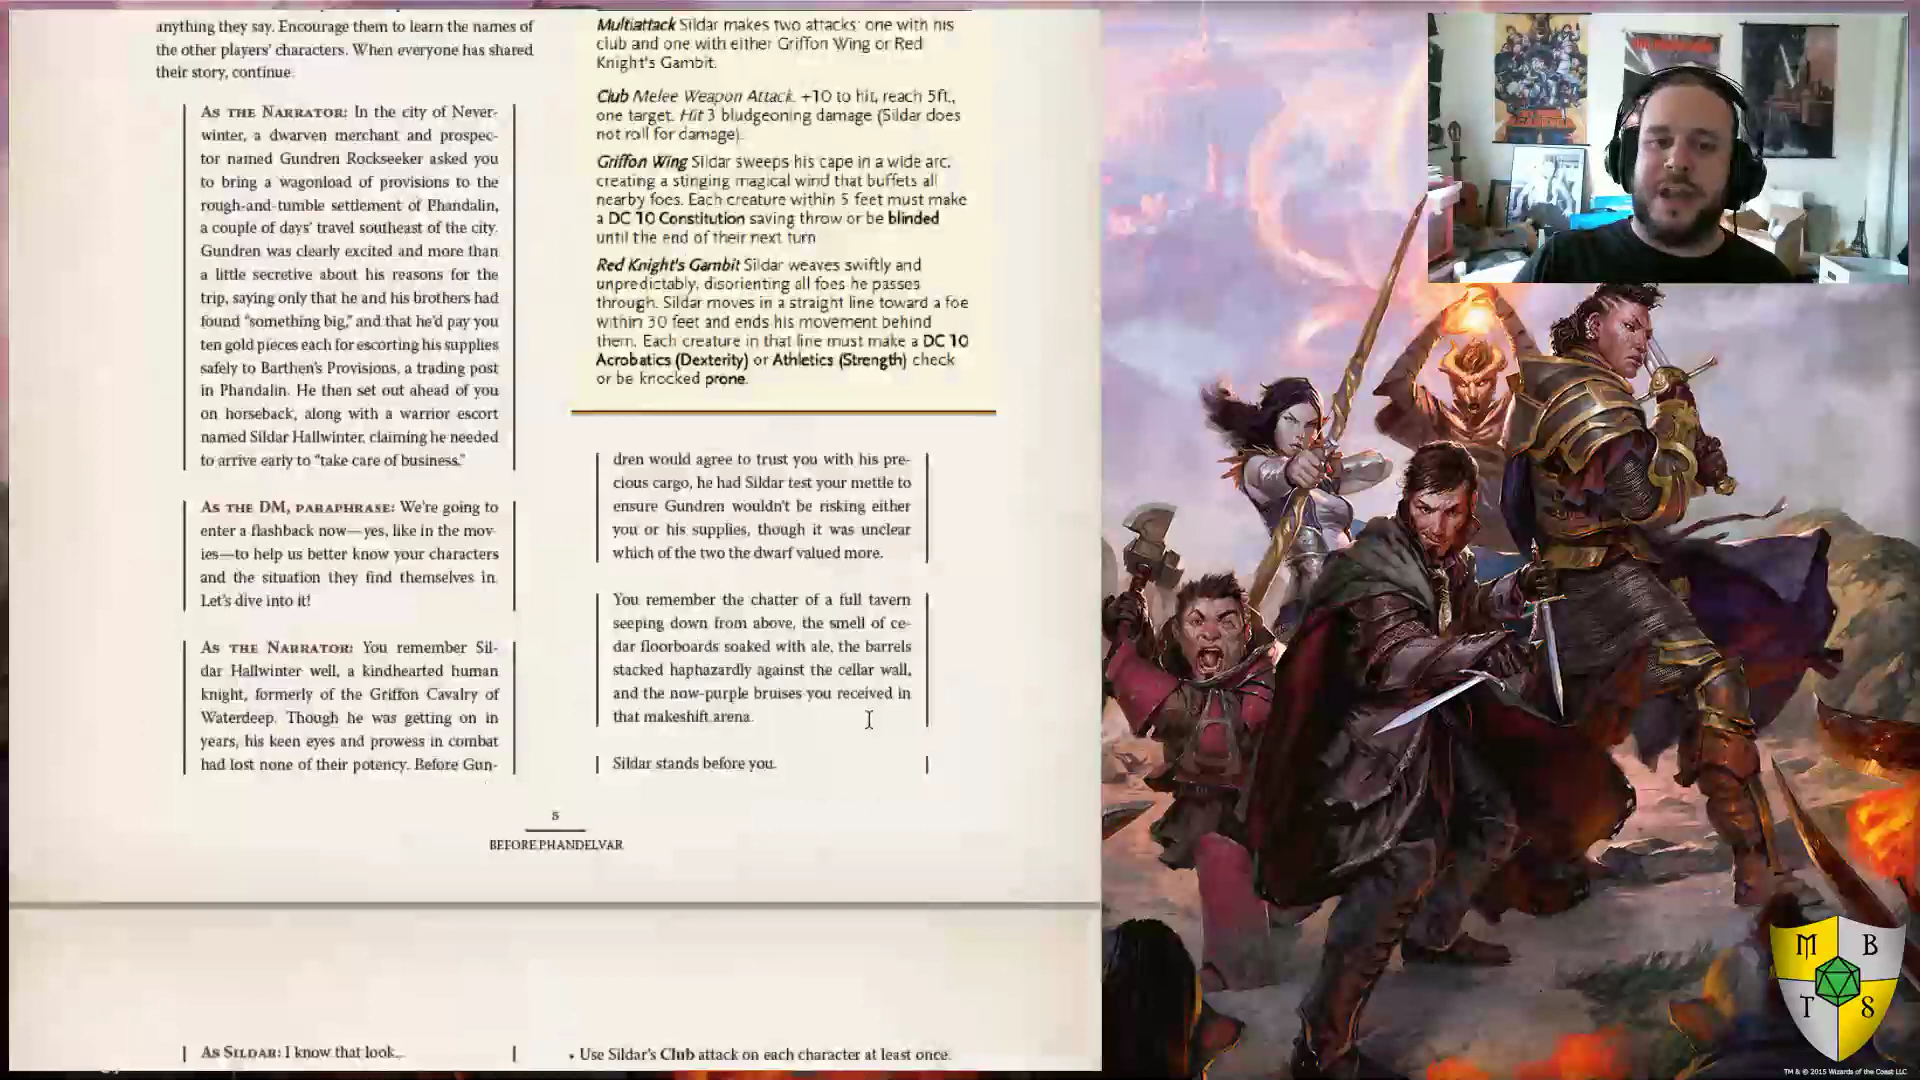 anything they say. Encourage them to learn the names of
the other players' characters. When everyone has shared
their story, continue.
AS THE NARRATOR: In the city of Never-
winter, a dwarven merchant and prospec-
tor named Gundren Rockseeker asked you
to bring a wagonload of provisions to the
rough-and-tumble settlement of Phandalin,
a couple of days' travel southeast of the city.
Gundren was clearly excited and more than
a little secretive about his reasons for the
trip, saying only that he and his brothers had
found "something big," and that he'd pay you
ten gold pieces each for escorting his supplies
safely to Barthen's Provisions, a trading post
in Phandalin. He then set out ahead of you
on horseback, along with a warrior escort
named Sildar Hallwinter, claiming he needed
to arrive early to "take care of business."
AS THE DM, PARAPHRASE: We're going to
enter a flashback now—yes, like in the mov-
ies—to help us better know your characters
and the situation they find themselves in.
Let's dive into it!
AS THE NARRATOR: You remember Sil-
dar Hallwinter well, a kindhearted human
knight, formerly of the Griffon Cavalry of
Waterdeep. Though he was getting on in
years, his keen eyes and prowess in combat
had lost none of their potency. Before Gun-
Multiattack Sildar makes two attacks: one with his
club and one with either Griffon Wing or Red
Knight's Gambit.
Club Melee Weapon Attack. +10 to hit, reach 5ft.,
one target. Hit 3 bludgeoning damage (Sildar does
not roll for damage).
Griffon Wing Sildar sweeps his cape in a wide arc,
creating a stinging magical wind that buffets all
nearby foes. Each creature within 5 feet must make
a DC 10 Constitution saving throw or be blinded
until the end of their next turn
Red Knight's Gambit Sildar weaves swiftly and
unpredictably, disorienting all foes he passes
through. Sildar moves in a straight line toward a foe
within 30 feet and ends his movement behind
them. Each creature in that line must make a DC 10
Acrobatics (Dexterity) or Athletics (Strength) check
or be knocked prone.
dren would agree to trust you with his pre-
cious cargo, he had Sildar test your mettle to
ensure Gundren wouldn't be risking either
you or his supplies, though it was unclear
which of the two the dwarf valued more.
You remember the chatter of a full tavern
seeping down from above, the smell of ce-
dar floorboards soaked with ale, the barrels
stacked haphazardly against the cellar wall,
and the now-purple bruises you received in
that makeshift arena.
Sildar stands before you.
5
BEFORE PHANDELVAR
AS SILDAR: I know that look...
• Use Sildar's Club attack on each character at least once.
M B
T S
TM & © 2015 Wizards of the Coast LLC